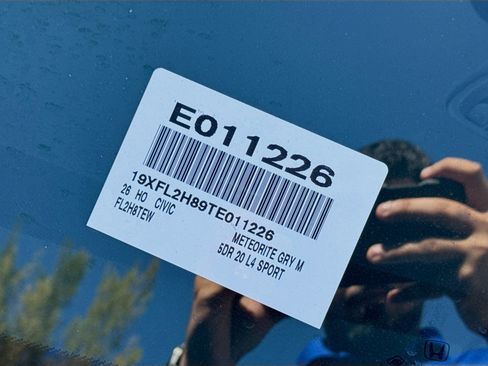 E011226
19XFL2H89TE011226
26 HO CIVIC METEORITE GRY M
FL2H8TEW 5DR 20 L4 SPORT